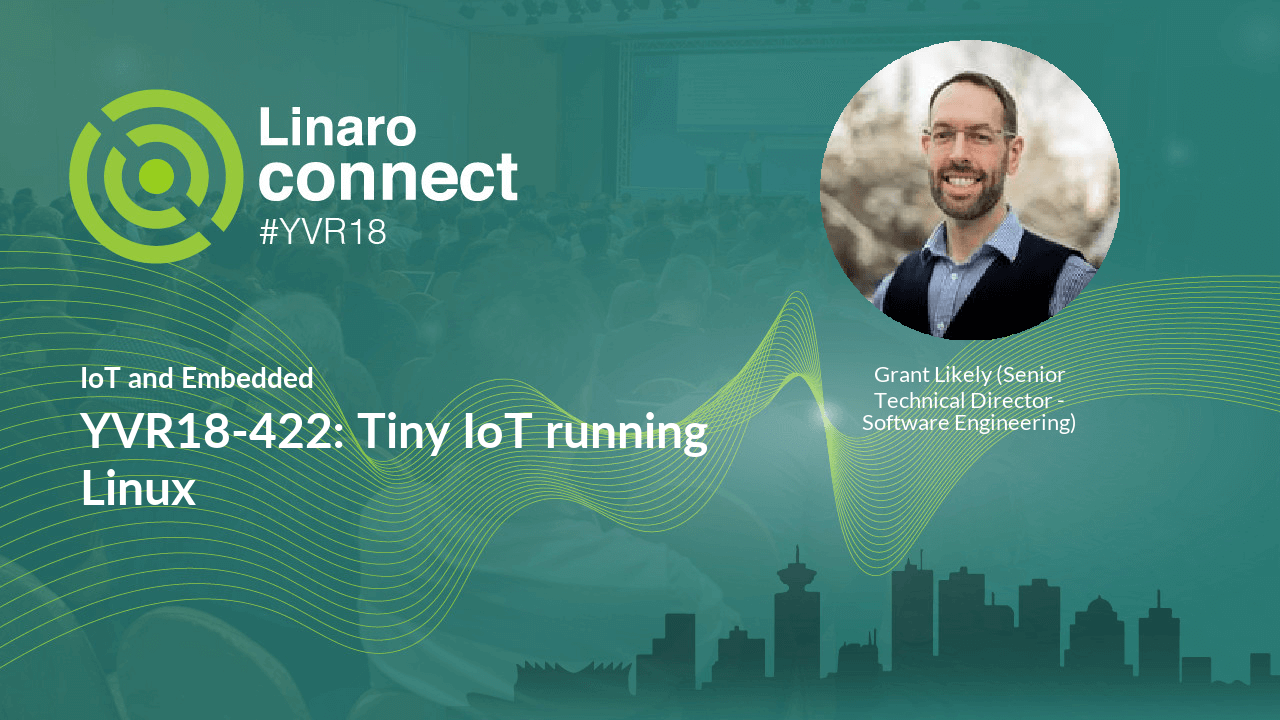 Linaro
connect
#YVR18
IoT and Embedded
YVR18-422: Tiny IoT running
Linux
Grant Likely (Senior
Technical Director -
Software Engineering)